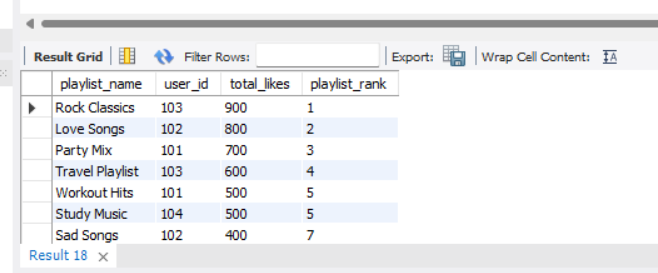 Result Grid Filter Rows: Export: Wrap Cell Content:
playlist_name user_id total_likes playlist_rank
Rock Classics 103 900 1
Love Songs 102 800 2
Party Mix 101 700 3
Travel Playlist 103 600 4
Workout Hits 101 500 5
Study Music 104 500 5
Sad Songs 102 400 7
Result 18